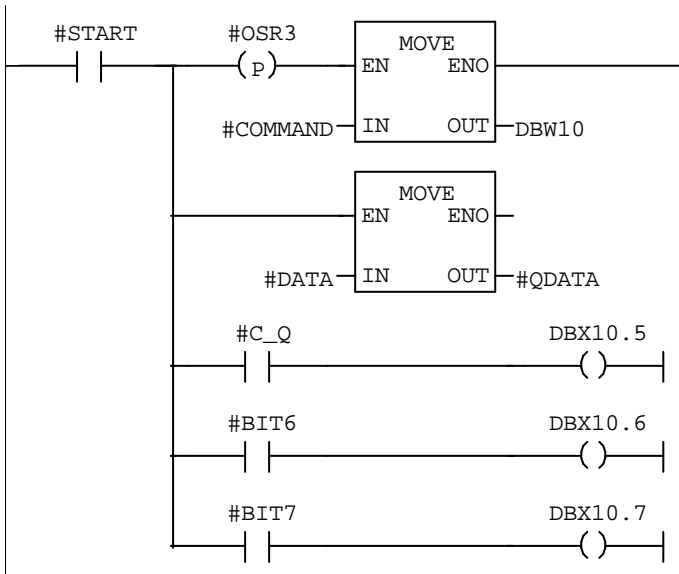 #START #OSR3 MOVE
(P) EN ENO
#COMMAND IN OUT DBW10
MOVE
EN ENO
#DATA IN OUT #QDATA
#C_Q DBX10.5
#BIT6 DBX10.6
#BIT7 DBX10.7